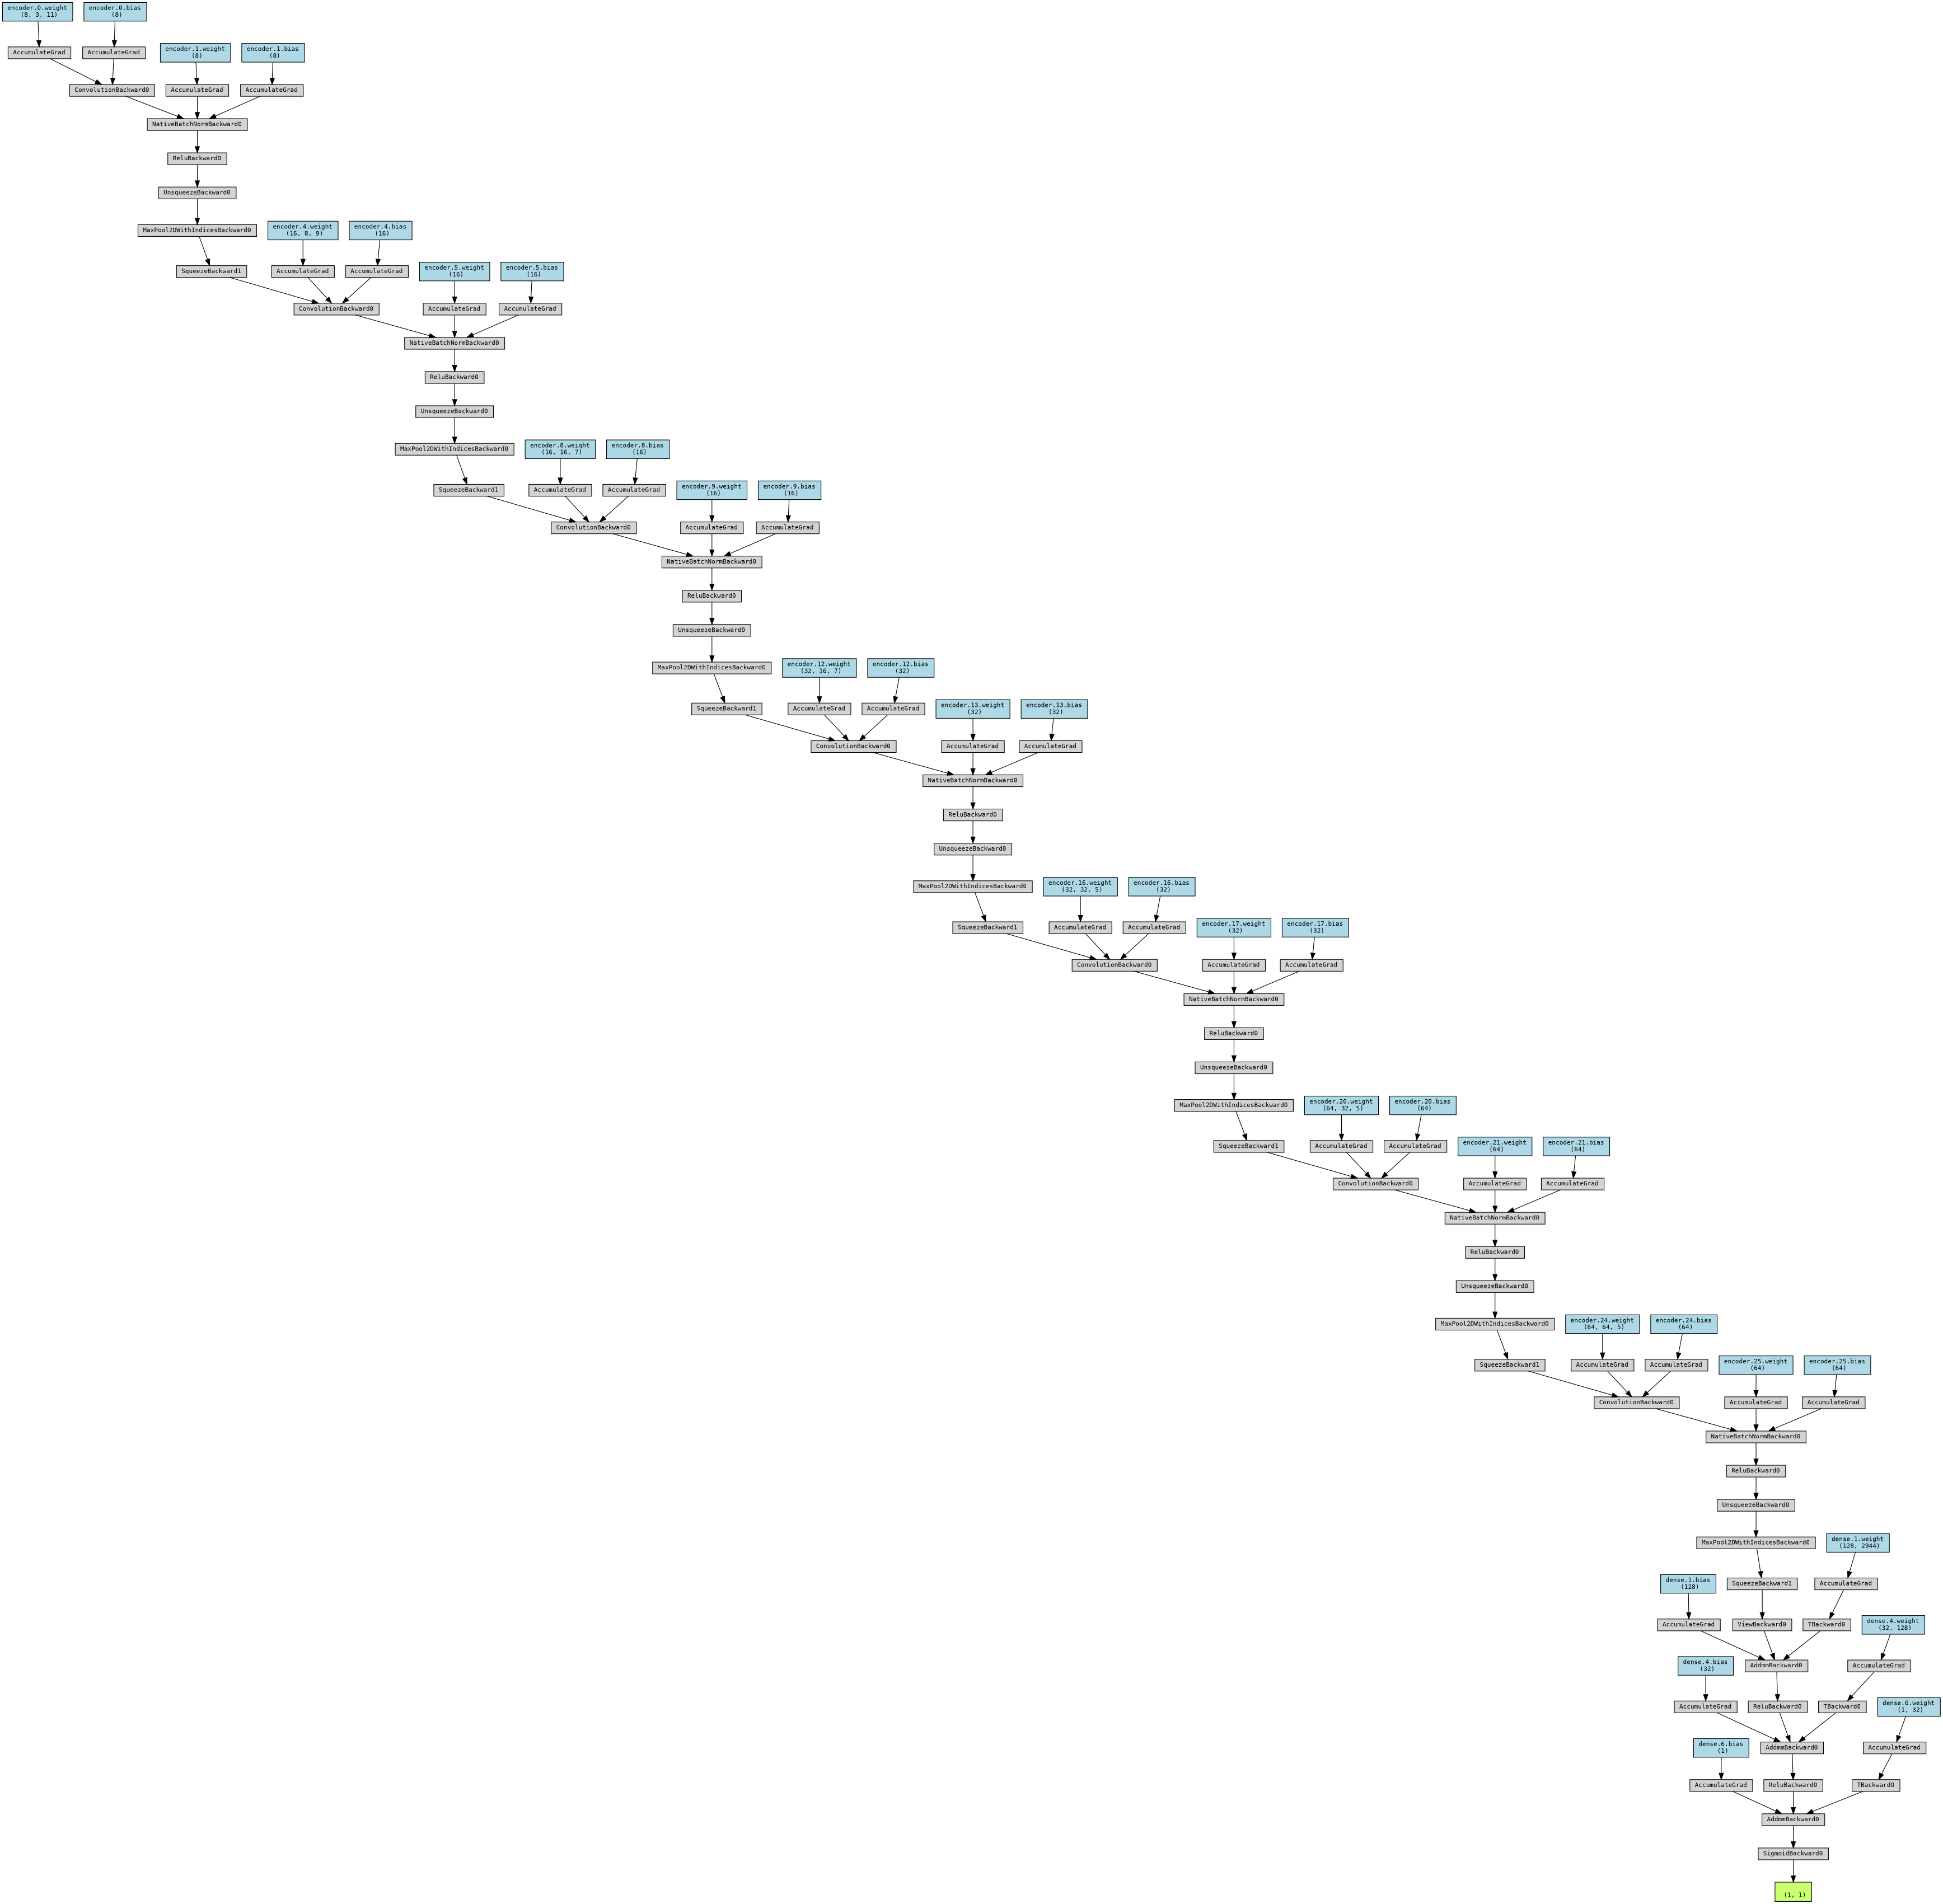 encoder.0.weight
(8, 3, 11)
encoder.0.bias
(8)
AccumulateGrad
AccumulateGrad
encoder.1.weight
(8)
encoder.1.bias
(8)
ConvolutionBackward0
AccumulateGrad
AccumulateGrad
NativeBatchNormBackward0
ReluBackward0
UnsqueezeBackward0
MaxPool2DWithIndicesBackward0
encoder.4.weight
(16, 8, 9)
encoder.4.bias
(16)
SqueezeBackward1
AccumulateGrad
AccumulateGrad
encoder.5.weight
(16)
encoder.5.bias
(16)
ConvolutionBackward0
AccumulateGrad
AccumulateGrad
NativeBatchNormBackward0
ReluBackward0
UnsqueezeBackward0
MaxPool2DWithIndicesBackward0
encoder.8.weight
(16, 16, 7)
encoder.8.bias
(16)
SqueezeBackward1
AccumulateGrad
AccumulateGrad
encoder.9.weight
(16)
encoder.9.bias
(16)
ConvolutionBackward0
AccumulateGrad
AccumulateGrad
NativeBatchNormBackward0
ReluBackward0
UnsqueezeBackward0
MaxPool2DWithIndicesBackward0
encoder.12.weight
(32, 16, 7)
encoder.12.bias
(32)
SqueezeBackward1
AccumulateGrad
AccumulateGrad
encoder.13.weight
(32)
encoder.13.bias
(32)
ConvolutionBackward0
AccumulateGrad
AccumulateGrad
NativeBatchNormBackward0
ReluBackward0
UnsqueezeBackward0
MaxPool2DWithIndicesBackward0
encoder.16.weight
(32, 32, 5)
encoder.16.bias
(32)
SqueezeBackward1
AccumulateGrad
AccumulateGrad
encoder.17.weight
(32)
encoder.17.bias
(32)
ConvolutionBackward0
AccumulateGrad
AccumulateGrad
NativeBatchNormBackward0
ReluBackward0
UnsqueezeBackward0
MaxPool2DWithIndicesBackward0
encoder.20.weight
(64, 32, 5)
encoder.20.bias
(64)
SqueezeBackward1
AccumulateGrad
AccumulateGrad
encoder.21.weight
(64)
encoder.21.bias
(64)
ConvolutionBackward0
AccumulateGrad
AccumulateGrad
NativeBatchNormBackward0
ReluBackward0
UnsqueezeBackward0
MaxPool2DWithIndicesBackward0
encoder.24.weight
(64, 64, 5)
encoder.24.bias
(64)
SqueezeBackward1
AccumulateGrad
AccumulateGrad
encoder.25.weight
(64)
encoder.25.bias
(64)
ConvolutionBackward0
AccumulateGrad
AccumulateGrad
NativeBatchNormBackward0
ReluBackward0
UnsqueezeBackward0
MaxPool2DWithIndicesBackward0
dense.1.weight
(128, 2944)
dense.1.bias
(128)
SqueezeBackward1
AccumulateGrad
AccumulateGrad
ViewBackward0
TBackward0
dense.4.weight
(32, 128)
dense.4.bias
(32)
AddmmBackward0
AccumulateGrad
AccumulateGrad
ReluBackward0
TBackward0
dense.6.weight
(1, 32)
dense.6.bias
(1)
AddmmBackward0
AccumulateGrad
AccumulateGrad
ReluBackward0
TBackward0
AddmmBackward0
SigmoidBackward0
(1, 1)